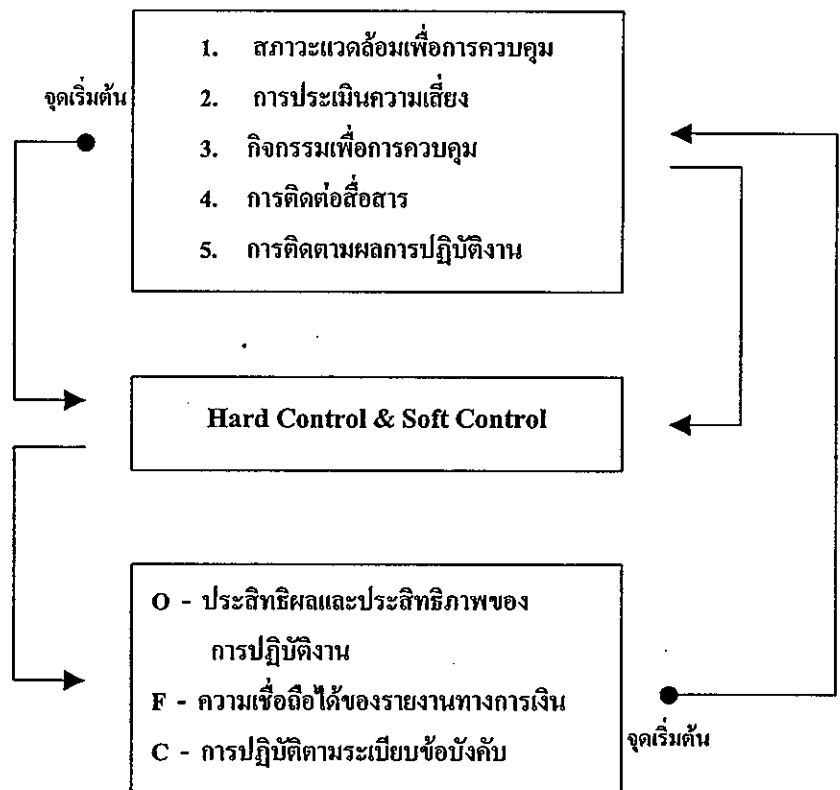 1. สภาวะแวดล้อมเพื่อการควบคุม
จุดเริ่มต้น
2. การประเมินความเสี่ยง
3. กิจกรรมเพื่อการควบคุม
4. การติดต่อสื่อสาร
5. การติดตามผลการปฏิบัติงาน
Hard Control & Soft Control
O - ประสิทธิผลและประสิทธิภาพของ
การปฏิบัติงาน
F - ความเชื่อถือได้ของรายงานทางการเงิน
C - การปฏิบัติตามระเบียบข้อบังคับ
จุดเริ่มต้น